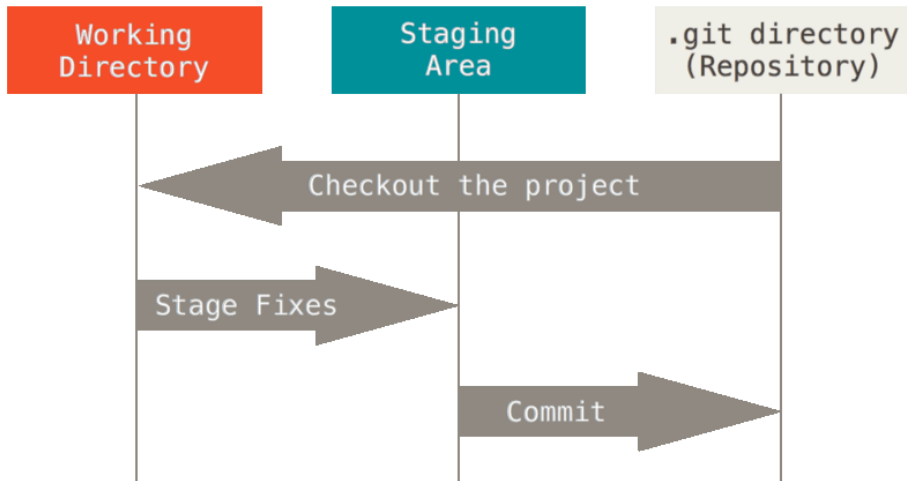 Working
Directory
Staging
Area
.git directory
(Repository)
Checkout the project
Stage Fixes
Commit